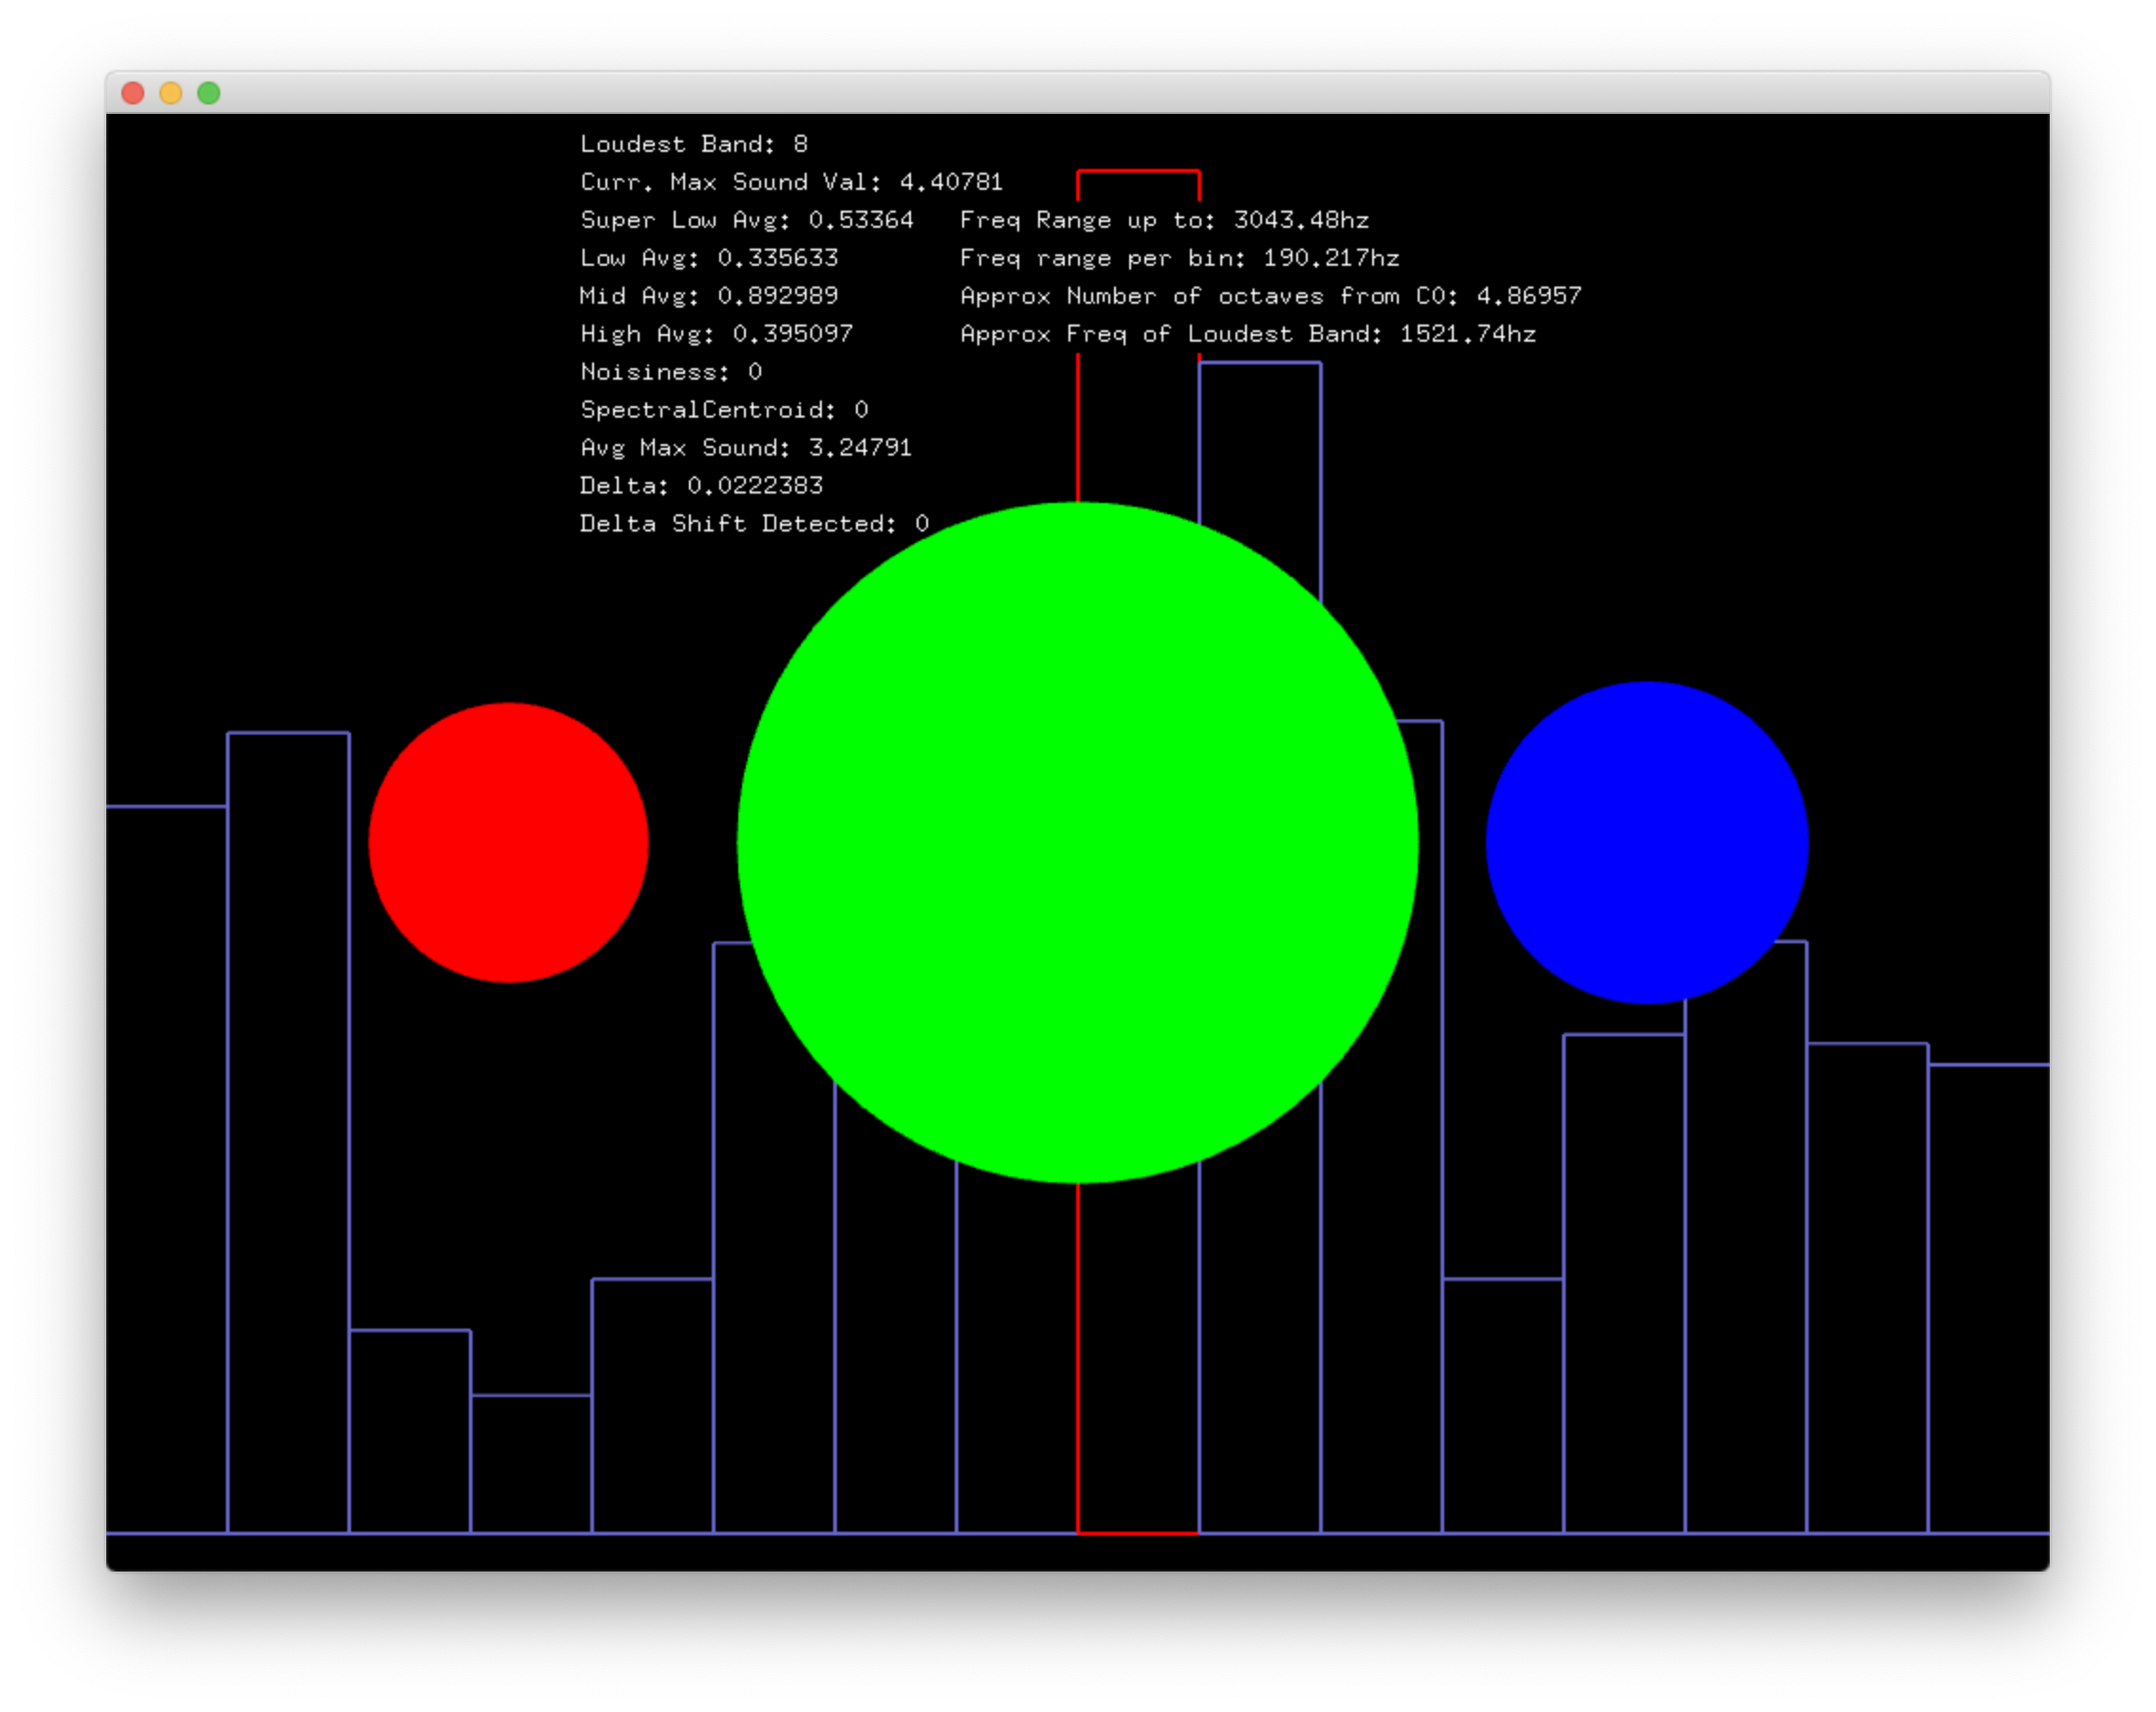 Loudest Band: 8
Curr. Max Sound Val: 4.40781
Super Low Avg: 0.53364 Freq Range up to: 3043.48hz
Low Avg: 0.335633 Freq range per bin: 190.217hz
Mid Avg: 0.892989 Approx Number of octaves from C0: 4.86957
High Avg: 0.395097 Approx Freq of Loudest Band: 1521.74hz
Noisiness: 0
SpectralCentroid: 0
Avg Max Sound: 3.24791
Delta: 0.0222383
Delta Shift Detected: 0